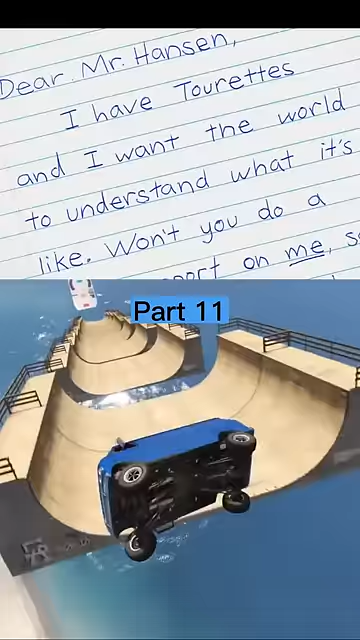 Dear Mr. Hansen,
I have Tourettes
and I want the world
to understand what it's
like. Won't you do a
on me,
Part 11